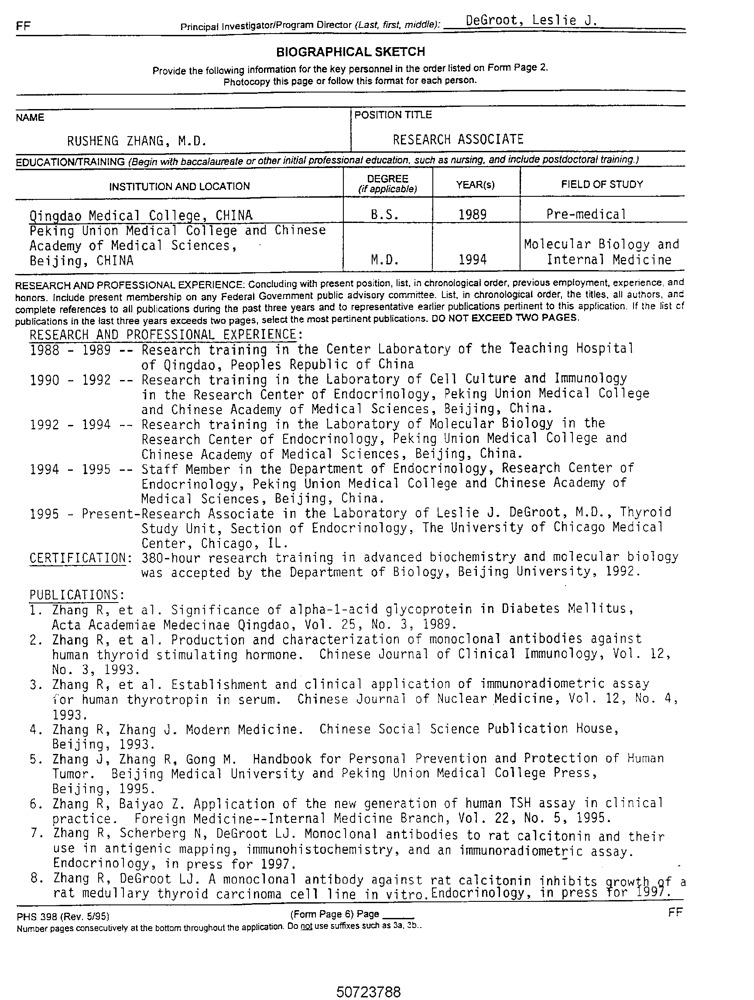 FF
Principal Investigator/Program Director (Last, first, middle): DeGroot, Leslie J.
BIOGRAPHICAL SKETCH
Provide the following information for the key personnel in the order listed on Form Page 2.
Photocopy this page or follow this format for each person.
NAME
POSITION TITLE
RUSHENG ZHANG, M.D.
RESEARCH ASSOCIATE
EDUCATION/TRAINING (Begin with baccalaureate or other initial professional education, such as nursing, and include postdoctoral training.)
INSTITUTION AND LOCATION
DEGREE
(if applicable)
YEAR(s)
FIELD OF STUDY
Qingdao Medical College, CHINA
B.S.
1989
Pre-medical
Peking Union Medical College and Chinese
Academy of Medical Sciences,
Beijing, CHINA
M.D.
1994
Molecular Biology and
Internal Medicine
RESEARCH AND PROFESSIONAL EXPERIENCE: Concluding with present position, list, in chronological order, previous employment, experience, and
honors. Include present membership on any Federal Government public advisory committee. List, in chronological order, the titles, all authors, and
complete references to all publications during the past three years and to representative earlier publications pertinent to this application. If the list of
publications in the last three years exceeds two pages, select the most pertinent publications. DO NOT EXCEED TWO PAGES.
RESEARCH AND PROFESSIONAL EXPERIENCE:
1988 - 1989 -- Research training in the Center Laboratory of the Teaching Hospital
of Qingdao, Peoples Republic of China
1990 - 1992 -- Research training in the Laboratory of Cell Culture and Immunology
in the Research Center of Endocrinology, Peking Union Medical College
and Chinese Academy of Medical Sciences, Beijing, China.
1992 - 1994 -- Research training in the Laboratory of Molecular Biology in the
Research Center of Endocrinology, Peking Union Medical College and
Chinese Academy of Medical Sciences, Beijing, China.
1994 - 1995 -- Staff Member in the Department of Endocrinology, Research Center of
Endocrinology, Peking Union Medical College and Chinese Academy of
Medical Sciences, Beijing, China.
1995 - Present-Research Associate in the Laboratory of Leslie J. DeGroot, M.D., Thyroid
Study Unit, Section of Endocrinology, The University of Chicago Medical
Center, Chicago, IL.
CERTIFICATION: 380-hour research training in advanced biochemistry and molecular biology
was accepted by the Department of Biology, Beijing University, 1992.
PUBLICATIONS:
1. Zhang R, et al. Significance of alpha-1-acid glycoprotein in Diabetes Mellitus,
Acta Academiae Medecinae Qingdao, Vol. 25, No. 3, 1989.
2. Zhang R, et al. Production and characterization of monoclonal antibodies against
human thyroid stimulating hormone. Chinese Journal of Clinical Immunology, Vol. 12,
No. 3, 1993.
3. Zhang R, et al. Establishment and clinical application of immunoradiometric assay
for human thyrotropin in serum. Chinese Journal of Nuclear Medicine, Vol. 12, No. 4,
1993.
4. Zhang R, Zhang J. Modern Medicine. Chinese Social Science Publication House,
Beijing, 1993.
5. Zhang J, Zhang R, Gong M. Handbook for Personal Prevention and Protection of Human
Tumor. Beijing Medical University and Peking Union Medical College Press,
Beijing, 1995.
6. Zhang R, Baiyao Z. Application of the new generation of human TSH assay in clinical
practice. Foreign Medicine--Internal Medicine Branch, Vol. 22, No. 5, 1995.
7. Zhang R, Scherberg N, DeGroot LJ. Monoclonal antibodies to rat calcitonin and their
use in antigenic mapping, immunohistochemistry, and an immunoradiometric assay.
Endocrinology, in press for 1997.
8. Zhang R, DeGroot LJ. A monoclonal antibody against rat calcitonin inhibits growth of a
rat medullary thyroid carcinoma cell line in vitro. Endocrinology, in press for 1997.
PHS 398 (Rev. 5/95)
(Form Page 6) Page
FF
Number pages consecutively at the bottom throughout the application. Do not use suffixes such as 3a, 3b..
50723788